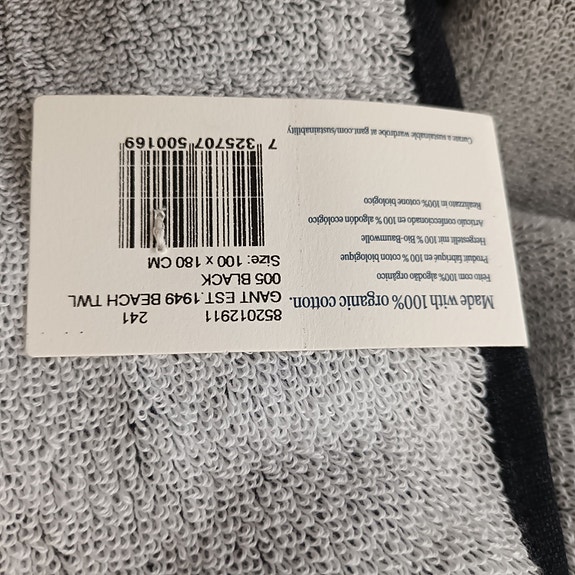 Made with 100% organic cotton.
Feito com 100% algodão orgânico
Produit fabriqué en 100 % coton biologique
Hergestellt mit 100 % Bio-Baumwolle
Artículo confeccionado en 100% algodón ecológico
Realizzato in 100% cotone biologico
Curate a sustainable wardrobe at gant.com/sustainability
852012911 241
GANT EST.1949 BEACH TWL
005 BLACK
Size: 100 x 180 CM
7 325707 500169